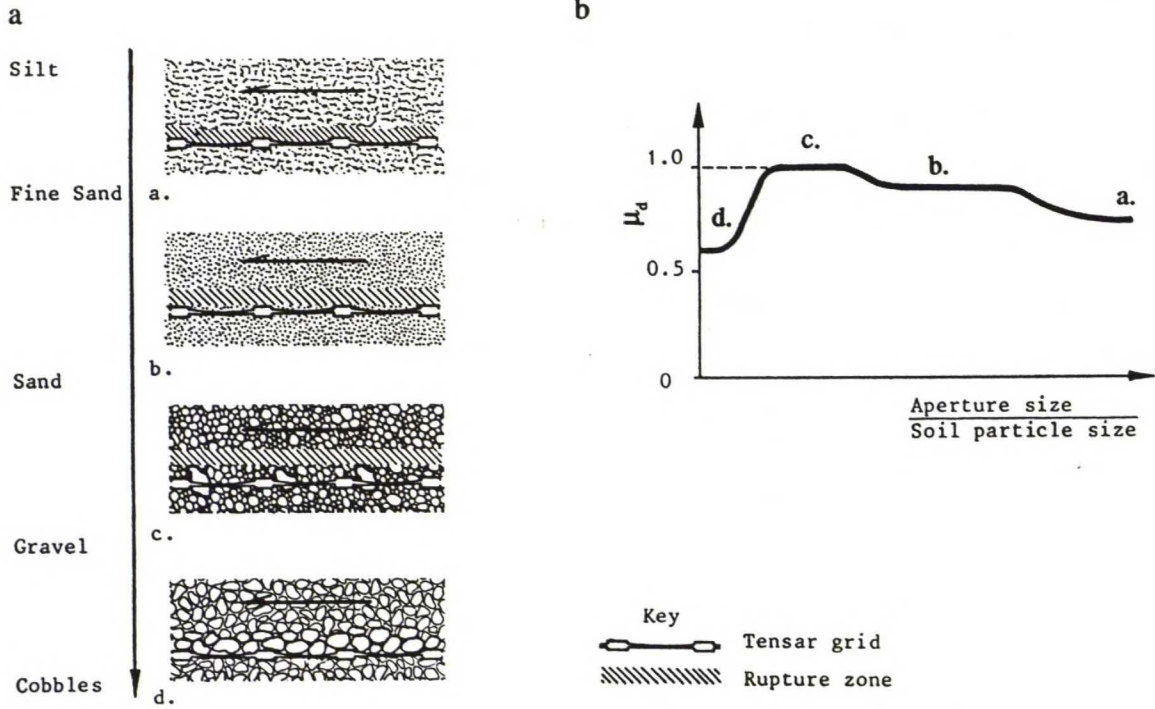 a
Silt
Fine Sand
a.
Sand
b.
Gravel
c.
Cobbles
d.
b
1.0
0.5
0
μd
d.
c.
b.
a.
Aperture size
Soil particle size
Key
Tensar grid
Rupture zone